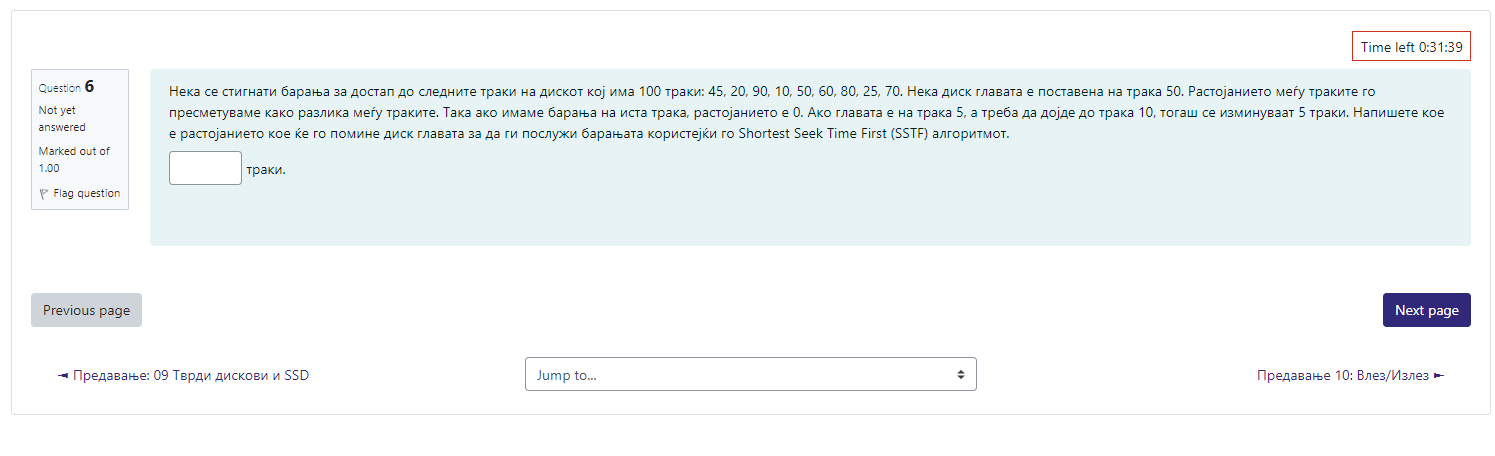 Time left 0:31:39
Question 6
Not yet
answered
Marked out of
1.00
Flag question
Нека се стигнати барања за достап до следните траки на дискот кој има 100 траки: 45, 20, 90, 10, 50, 60, 80, 25, 70. Нека диск главата е поставена на трака 50. Растојанието меѓу траките го
пресметуваме како разлика меѓу траките. Така ако имаме барања на иста трака, растојанието е 0. Ако главата е на трака 5, а треба да дојде до трака 10, тогаш се изминуваат 5 траки. Напишете кое
е растојанието кое ќе го помине диск главата за да ги послужи барањата користејќи го Shortest Seek Time First (SSTF) алгоритмот.
траки.
Previous page
Next page
◄ Предавање: 09 Тврди дискови и SSD
Jump to...
Предавање 10: Влез/Излез ►